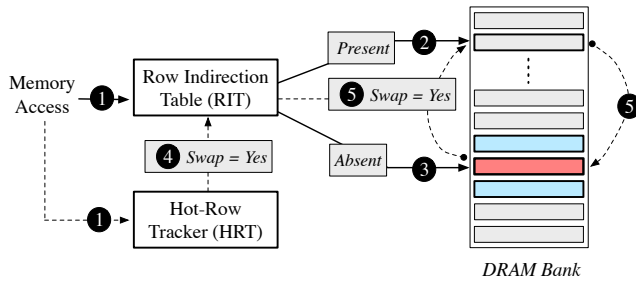 Present
2
Row Indirection
Table (RIT)
Memory
Access
1
5 Swap = Yes
5
4 Swap = Yes
Absent
3
1
Hot-Row
Tracker (HRT)
DRAM Bank